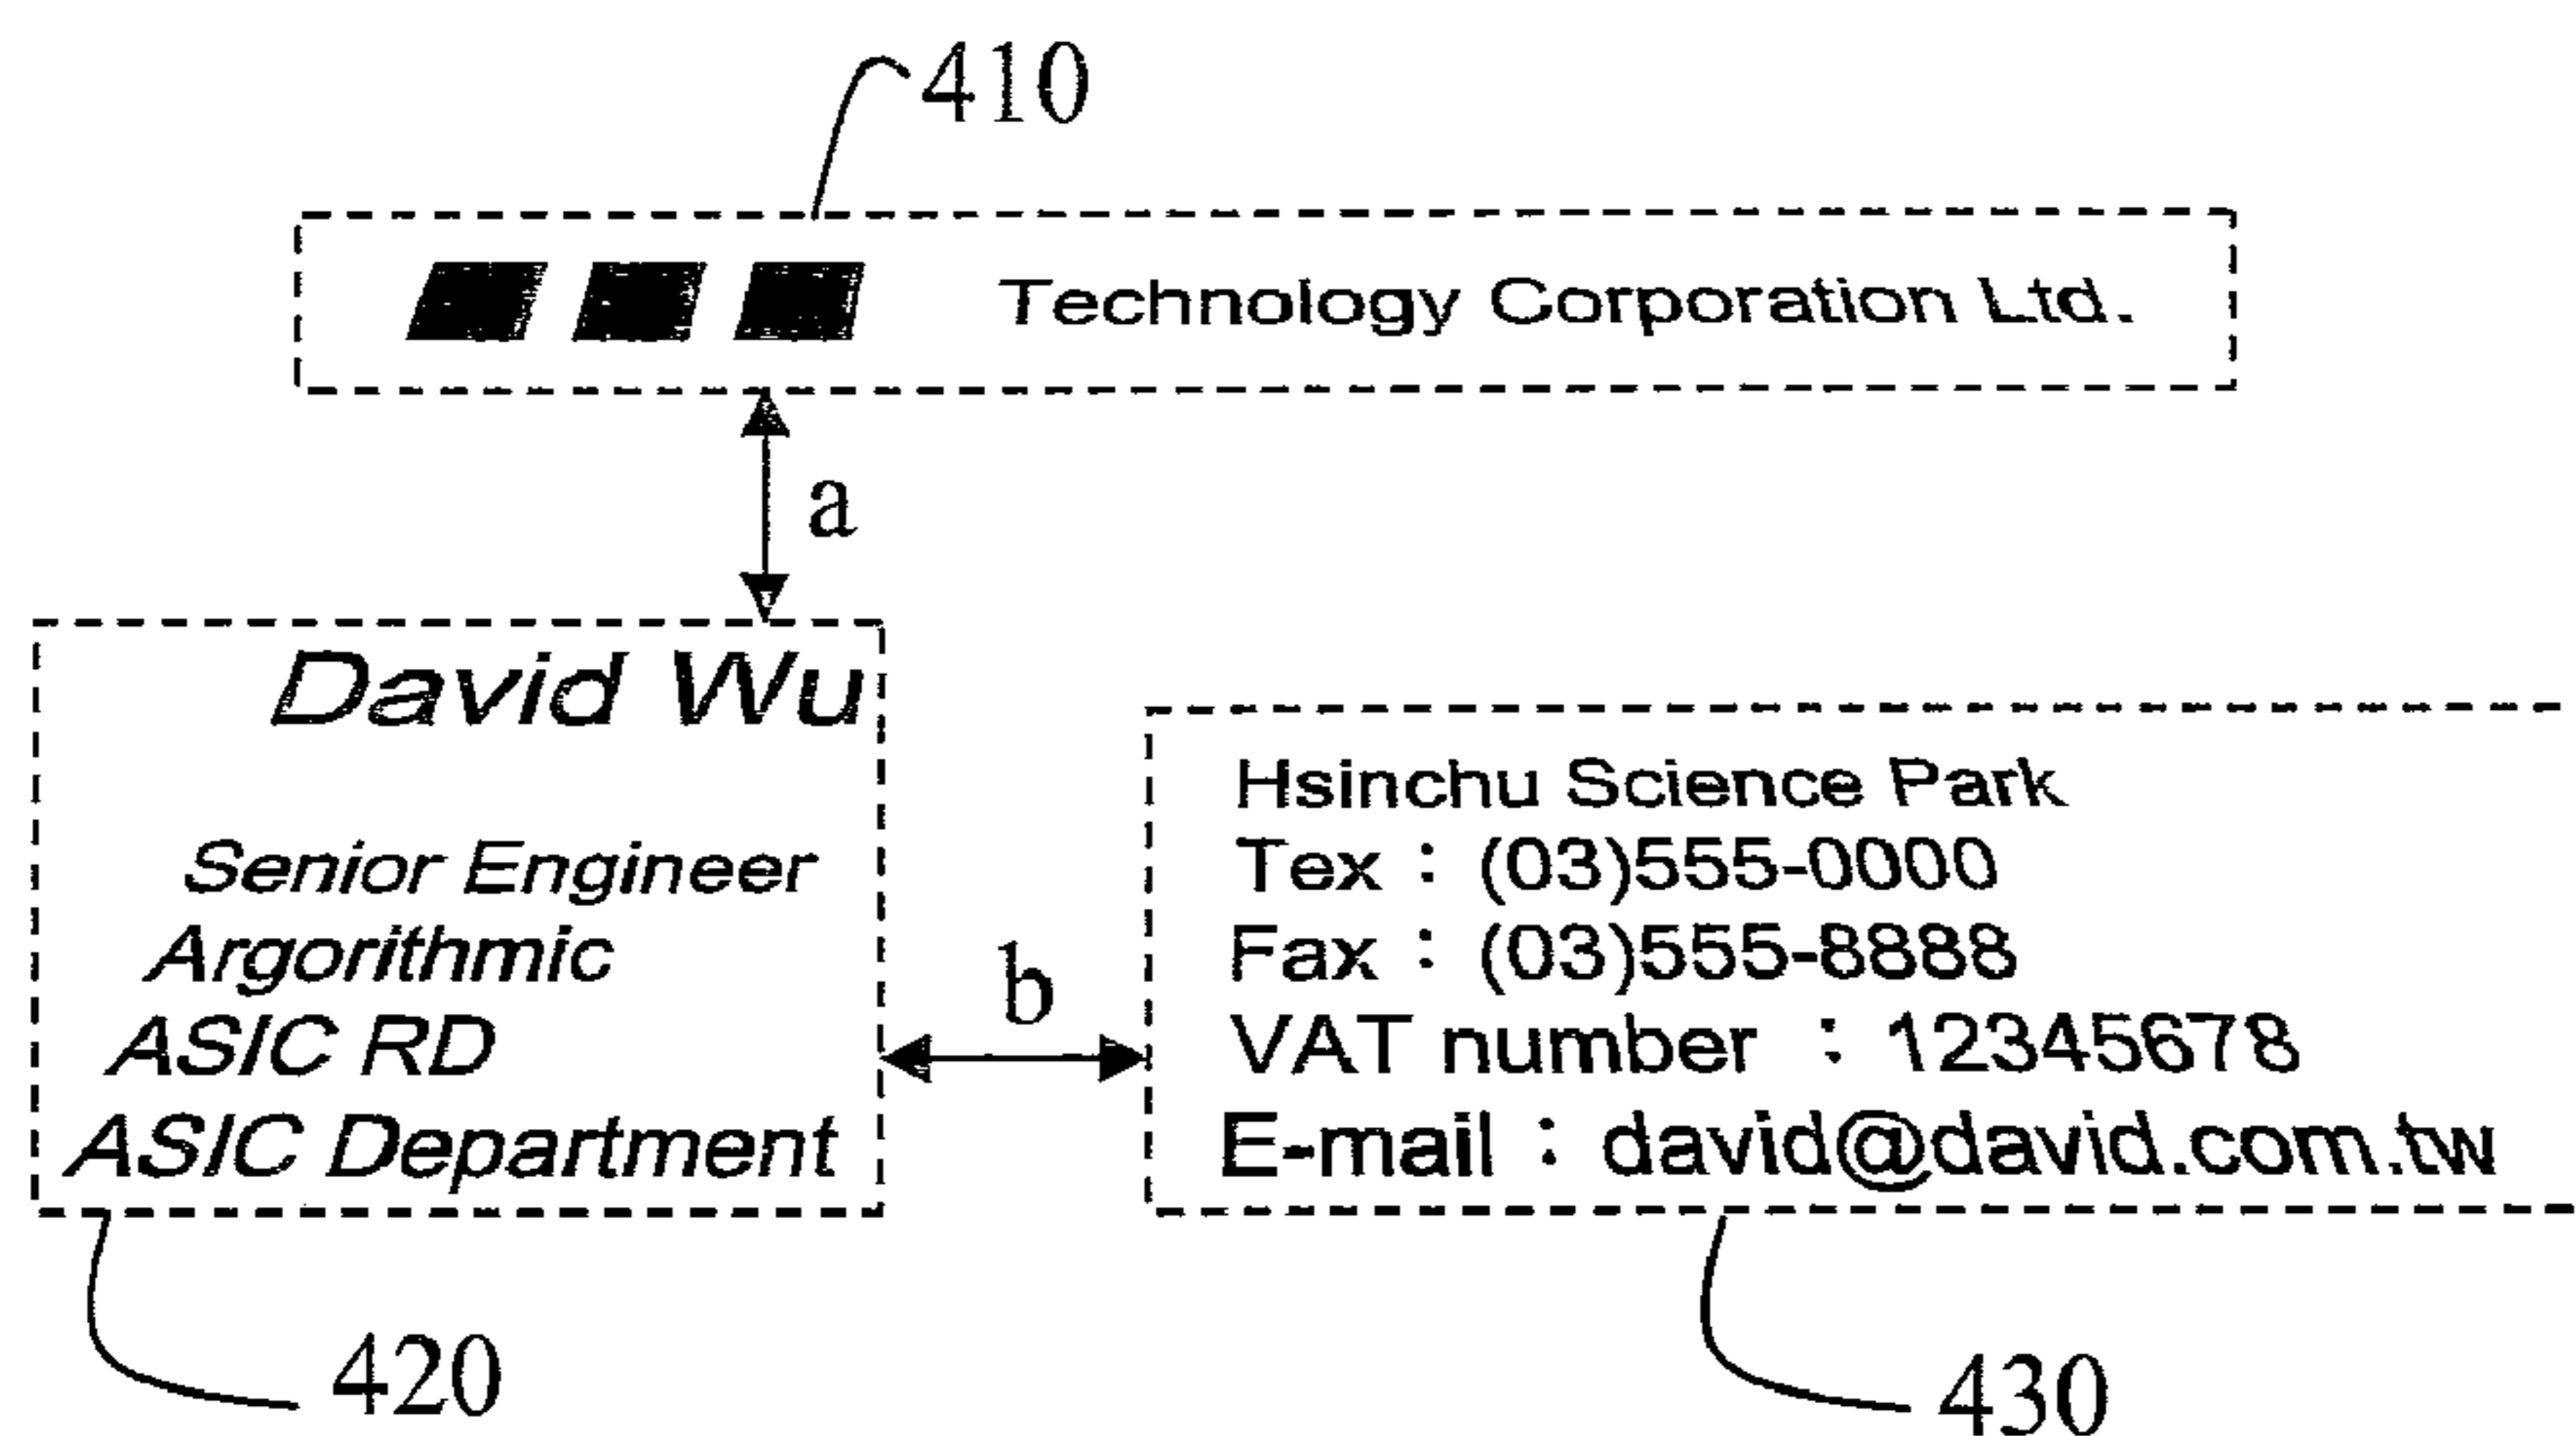 410
Technology Corporation Ltd.
a
David Wu
Senior Engineer
Argorithmic
ASIC RD
ASIC Department
b
Hsinchu Science Park
Tex：(03)555-0000
Fax：(03)555-8888
VAT number ：12345678
E-mail：david@david.com.tw
420
430